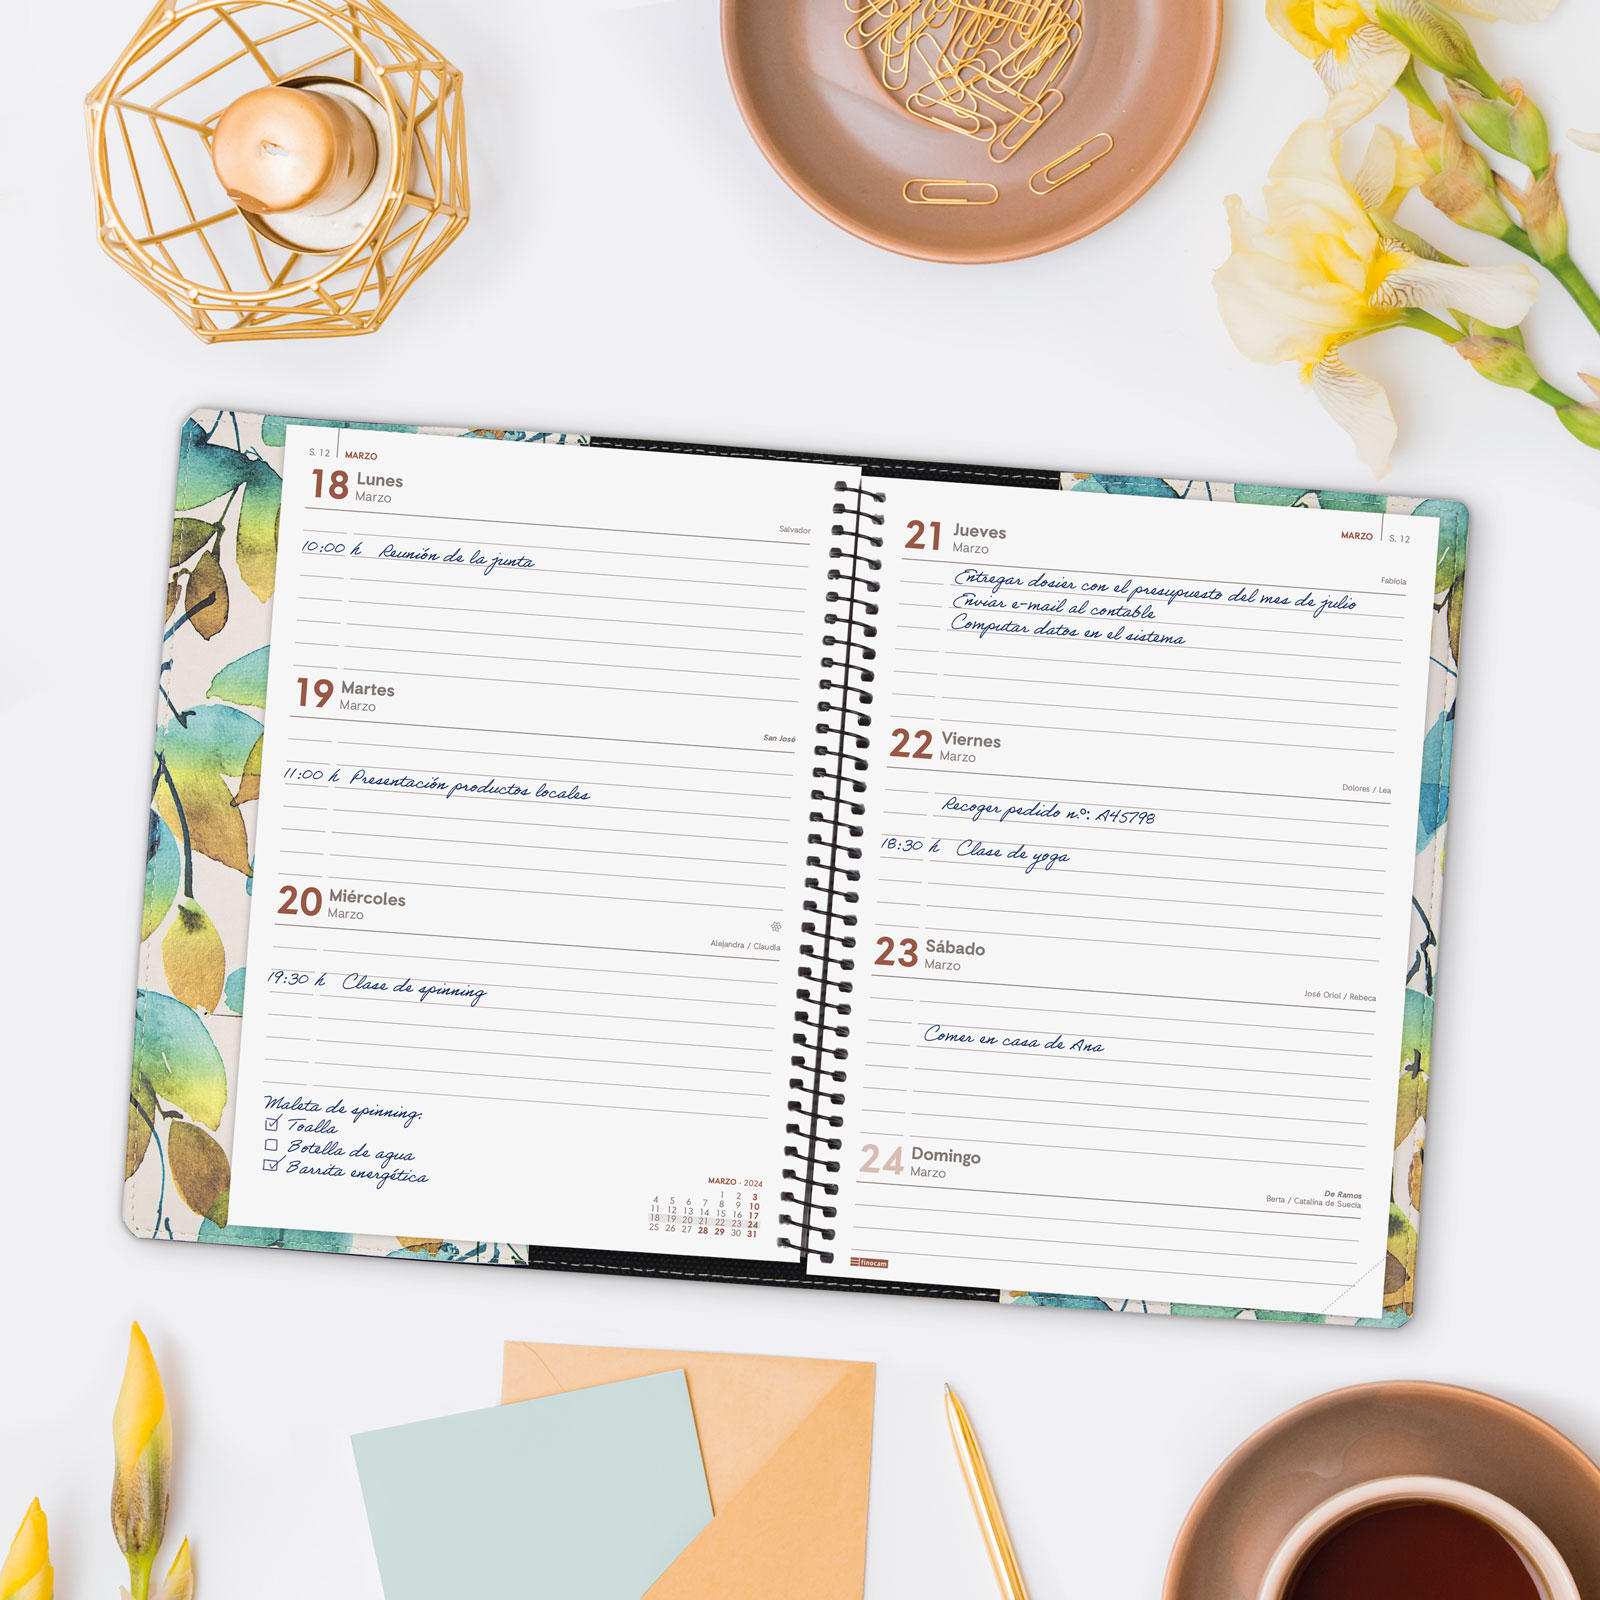 S. 12 MARZO
18 Lunes
Marzo
Salvador
10:00 h Reunión de la junta
19 Martes
Marzo
San José
11:00 h Presentación productos locales
20 Miércoles
Marzo
Alejandra / Claudia
19:30 h Clase de spinning
Maleta de spinning:
Toalla
Botella de agua
Barrita energética
MARZO · 2024
1 2 3
4 5 6 7 8 9 10
11 12 13 14 15 16 17
18 19 20 21 22 23 24
25 26 27 28 29 30 31
MARZO S. 12
21 Jueves
Marzo
Fabiola
Entregar dosier con el presupuesto del mes de julio
Enviar e-mail al contable
Computar datos en el sistema
22 Viernes
Marzo
Dolores / Lea
Recoger pedido n.º: A45798
18:30 h Clase de yoga
23 Sábado
Marzo
José Oriol / Rebeca
Comer en casa de Ana
24 Domingo
Marzo
De Ramos
Berta / Catalina de Suecia
finocam